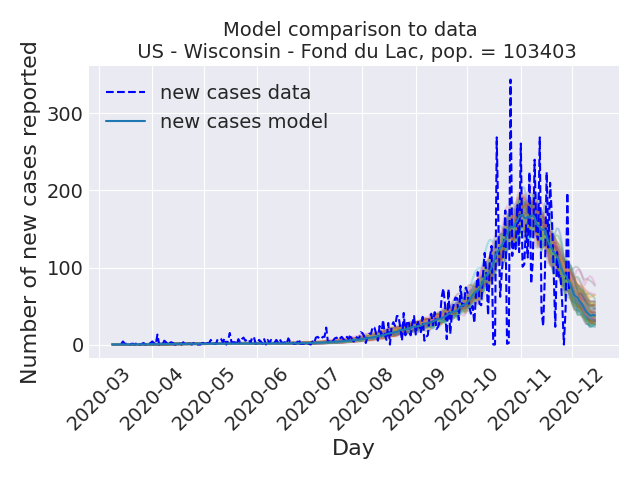 Model comparison to data
US - Wisconsin - Fond du Lac, pop. = 103403
Number of new cases reported
300
200
100
0
new cases data
new cases model
2020-03
2020-04
2020-05
2020-06
2020-07
2020-08
2020-09
2020-10
2020-11
2020-12
Day